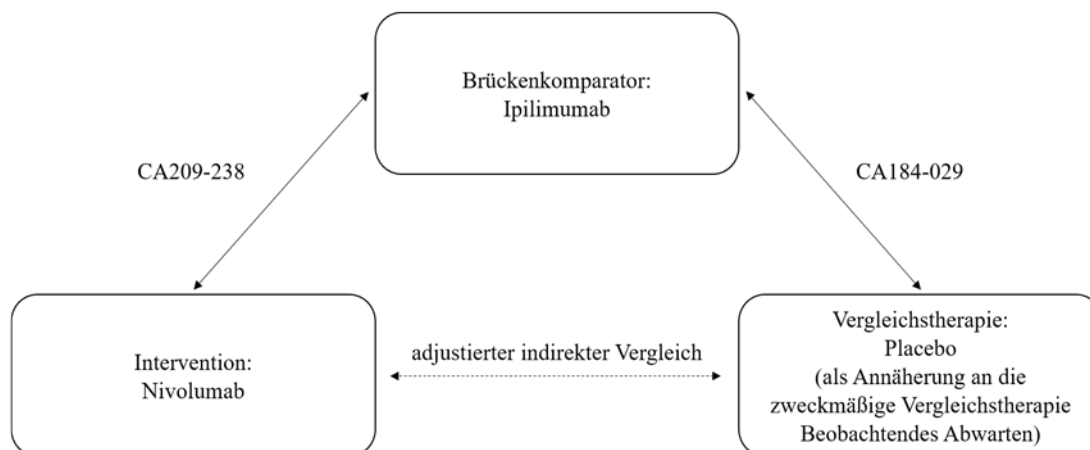 Brückenkomparator:
Ipilimumab
CA209-238
CA184-029
Intervention:
Nivolumab
adjustierter indirekter Vergleich
Vergleichstherapie:
Placebo
(als Annäherung an die
zweckmäßige Vergleichstherapie
Beobachtendes Abwarten)